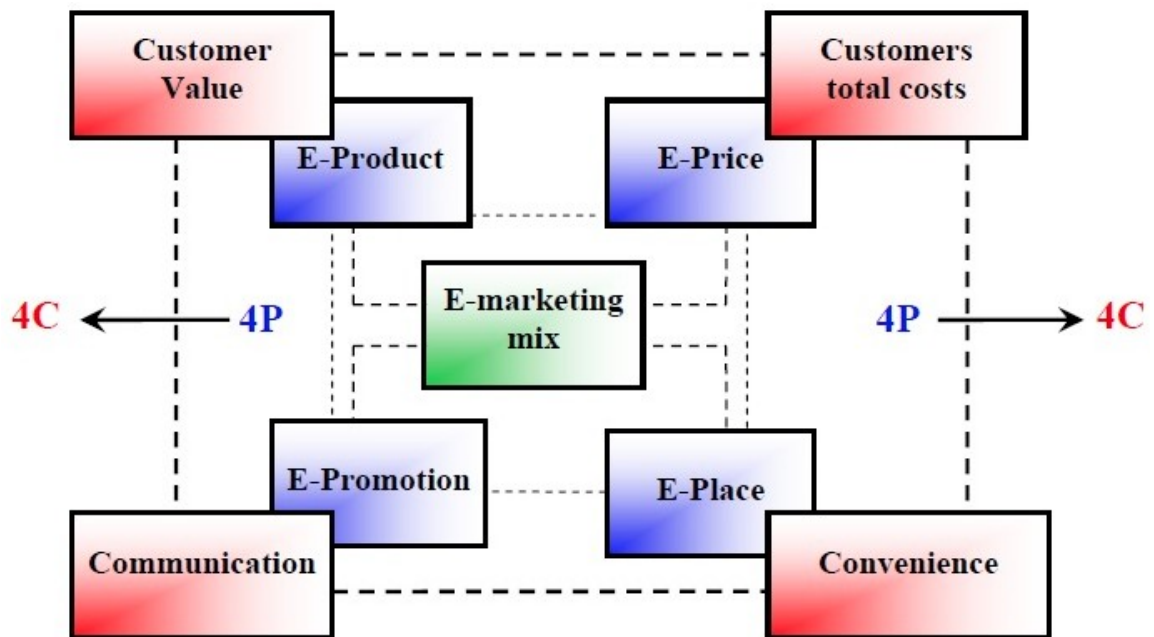 Customer
Value
Customers
total costs
E-Product
E-Price
E-marketing
mix
4C
4P
4P
4C
E-Promotion
E-Place
Communication
Convenience